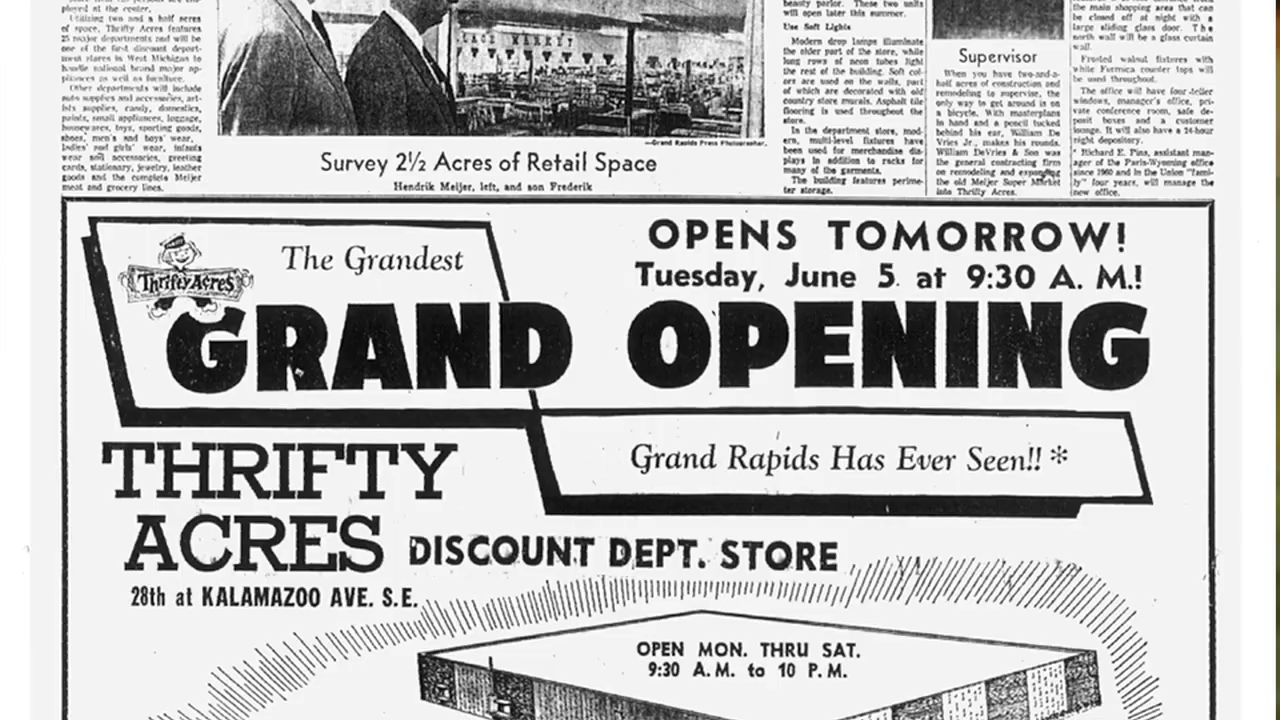 ployed at the center.
Utilizing two and a half acres
of space, Thrifty Acres features
25 major departments and will be
one of the first discount depart-
ment stores in West Michigan to
handle national brand major ap-
pliances as well as furniture.
Other departments will include
auto supplies and accessories, art-
ists supplies, candy, domestics,
paints, small appliances, luggage,
housewares, toys, sporting goods,
shoes, men's and boys' wear,
ladies' and girls' wear, infants
wear and accessories, greeting
cards, stationary, jewelry, leather
goods and the complete Meijer
meat and grocery lines.
MARKET
—Grand Rapids Press Photographer.
Survey 2½ Acres of Retail Space
Hendrik Meijer, left, and son Frederik
beauty parlor. These two units
will open later this summer.
Use Soft Lights
Modern drop lamps illuminate
the older part of the store, while
long rows of neon tubes light
the rest of the building. Soft col-
ors are used on the walls, part
of which are decorated with old
country store murals. Asphalt tile
flooring is used throughout the
store.
In the department store, mod-
ern, multi-level fixtures have
been used for merchandise dis-
plays in addition to racks for
many of the garments.
The building features perime-
ter storage.
Supervisor
When you have two-and-a-
half acres of construction and
remodeling to supervise, the
only way to get around is on
a bicycle. With masterplans
in hand and a pencil tucked
behind his ear, William De
Vries Jr., makes his rounds.
William DeVries & Son was
the general contracting firm
on remodeling and expanding
the old Meijer Super Market
into Thrifty Acres.
the main shopping area that can
be closed off at night with a
large sliding glass door. The
north wall will be a glass curtain
wall.
Frosted walnut fixtures with
white Formica counter tops will
be used throughout.
The office will have four teller
windows, manager's office, pri-
vate conference room, safe de-
posit boxes and a customer
lounge. It will also have a 24-hour
night depository.
Richard E. Pins, assistant man-
ager of the Paris-Wyoming office
since 1960 and in the Union "fami-
ly" four years, will manage the
new office.
Thrifty Acres
The Grandest
OPENS TOMORROW!
Tuesday, June 5 at 9:30 A. M.!
GRAND OPENING
Grand Rapids Has Ever Seen!! *
THRIFTY
ACRES DISCOUNT DEPT. STORE
28th at KALAMAZOO AVE. S.E.
OPEN MON. THRU SAT.
9:30 A.M. to 10 P.M.